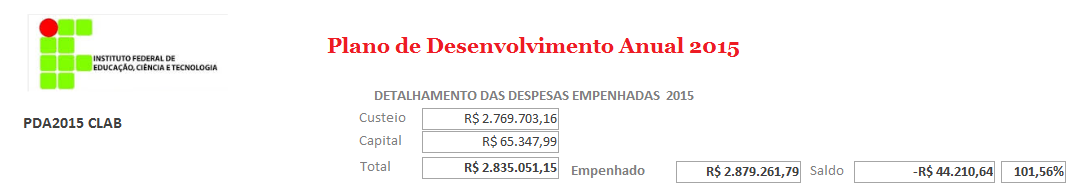 INSTITUTO FEDERAL DE
EDUCAÇÃO, CIÊNCIA E TECNOLOGIA
Plano de Desenvolvimento Anual 2015
DETALHAMENTO DAS DESPESAS EMPENHADAS 2015
PDA2015 CLAB
Custeio R$ 2.769.703,16
Capital R$ 65.347,99
Total R$ 2.835.051,15 Empenhado R$ 2.879.261,79 Saldo -R$ 44.210,64 101,56%